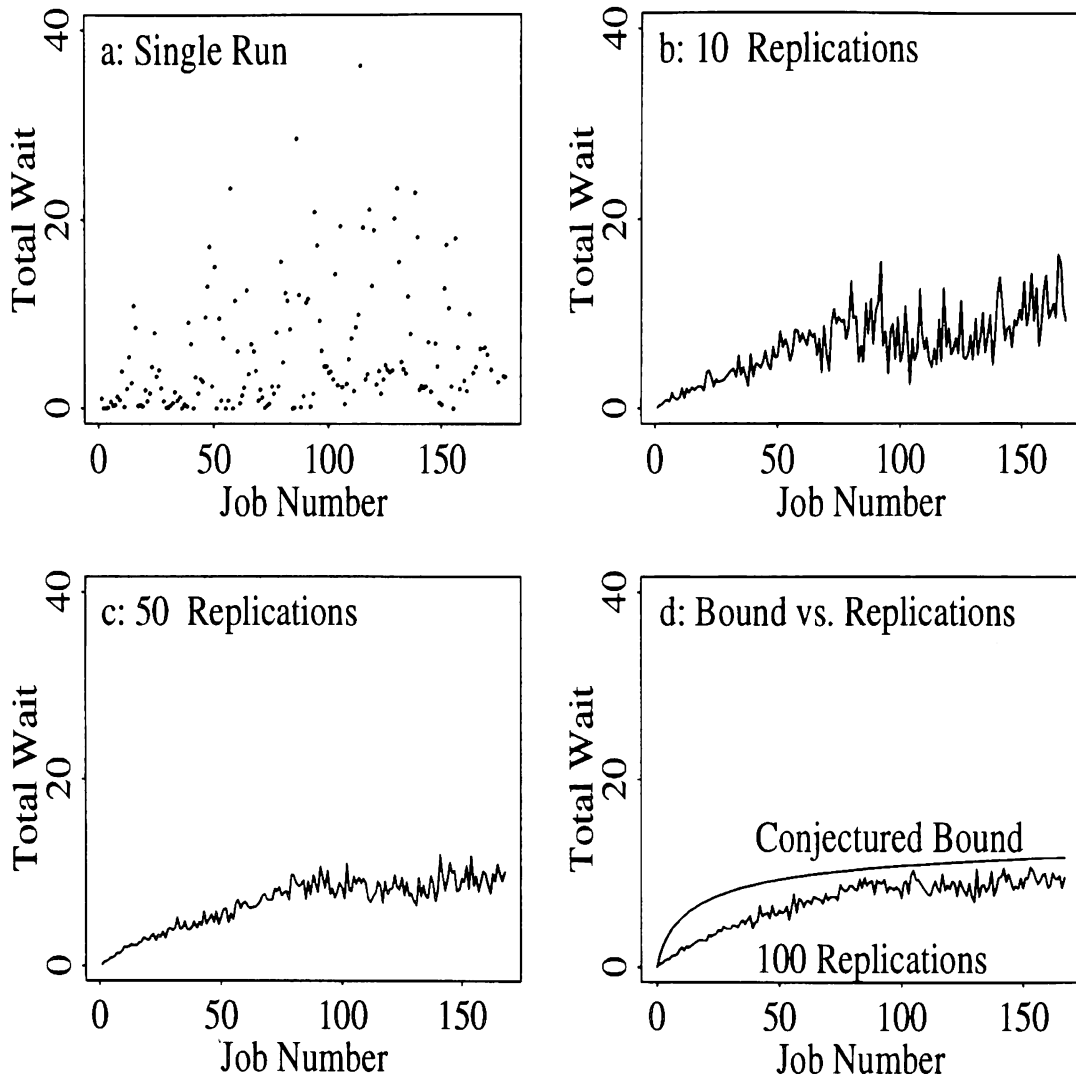 a: Single Run
Total Wait
0 20 40
0 50 100 150
Job Number
b: 10 Replications
Total Wait
0 20 40
0 50 100 150
Job Number
c: 50 Replications
Total Wait
0 20 40
0 50 100 150
Job Number
d: Bound vs. Replications
Conjectured Bound
100 Replications
Total Wait
0 20 40
0 50 100 150
Job Number